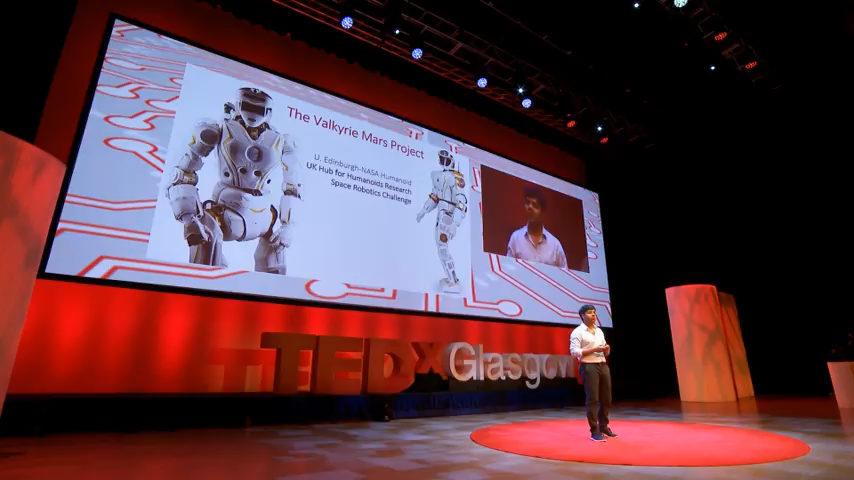 The Valkyrie Mars Project
U. Edinburgh-NASA Humanoid
UK Hub for Humanoids Research
Space Robotics Challenge
TEDxGlasgow